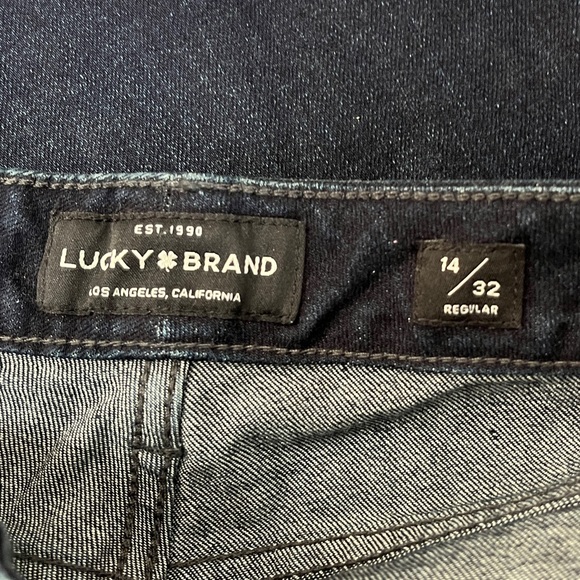 EST. 1990
LUCKY BRAND
LOS ANGELES, CALIFORNIA
14/32
REGULAR